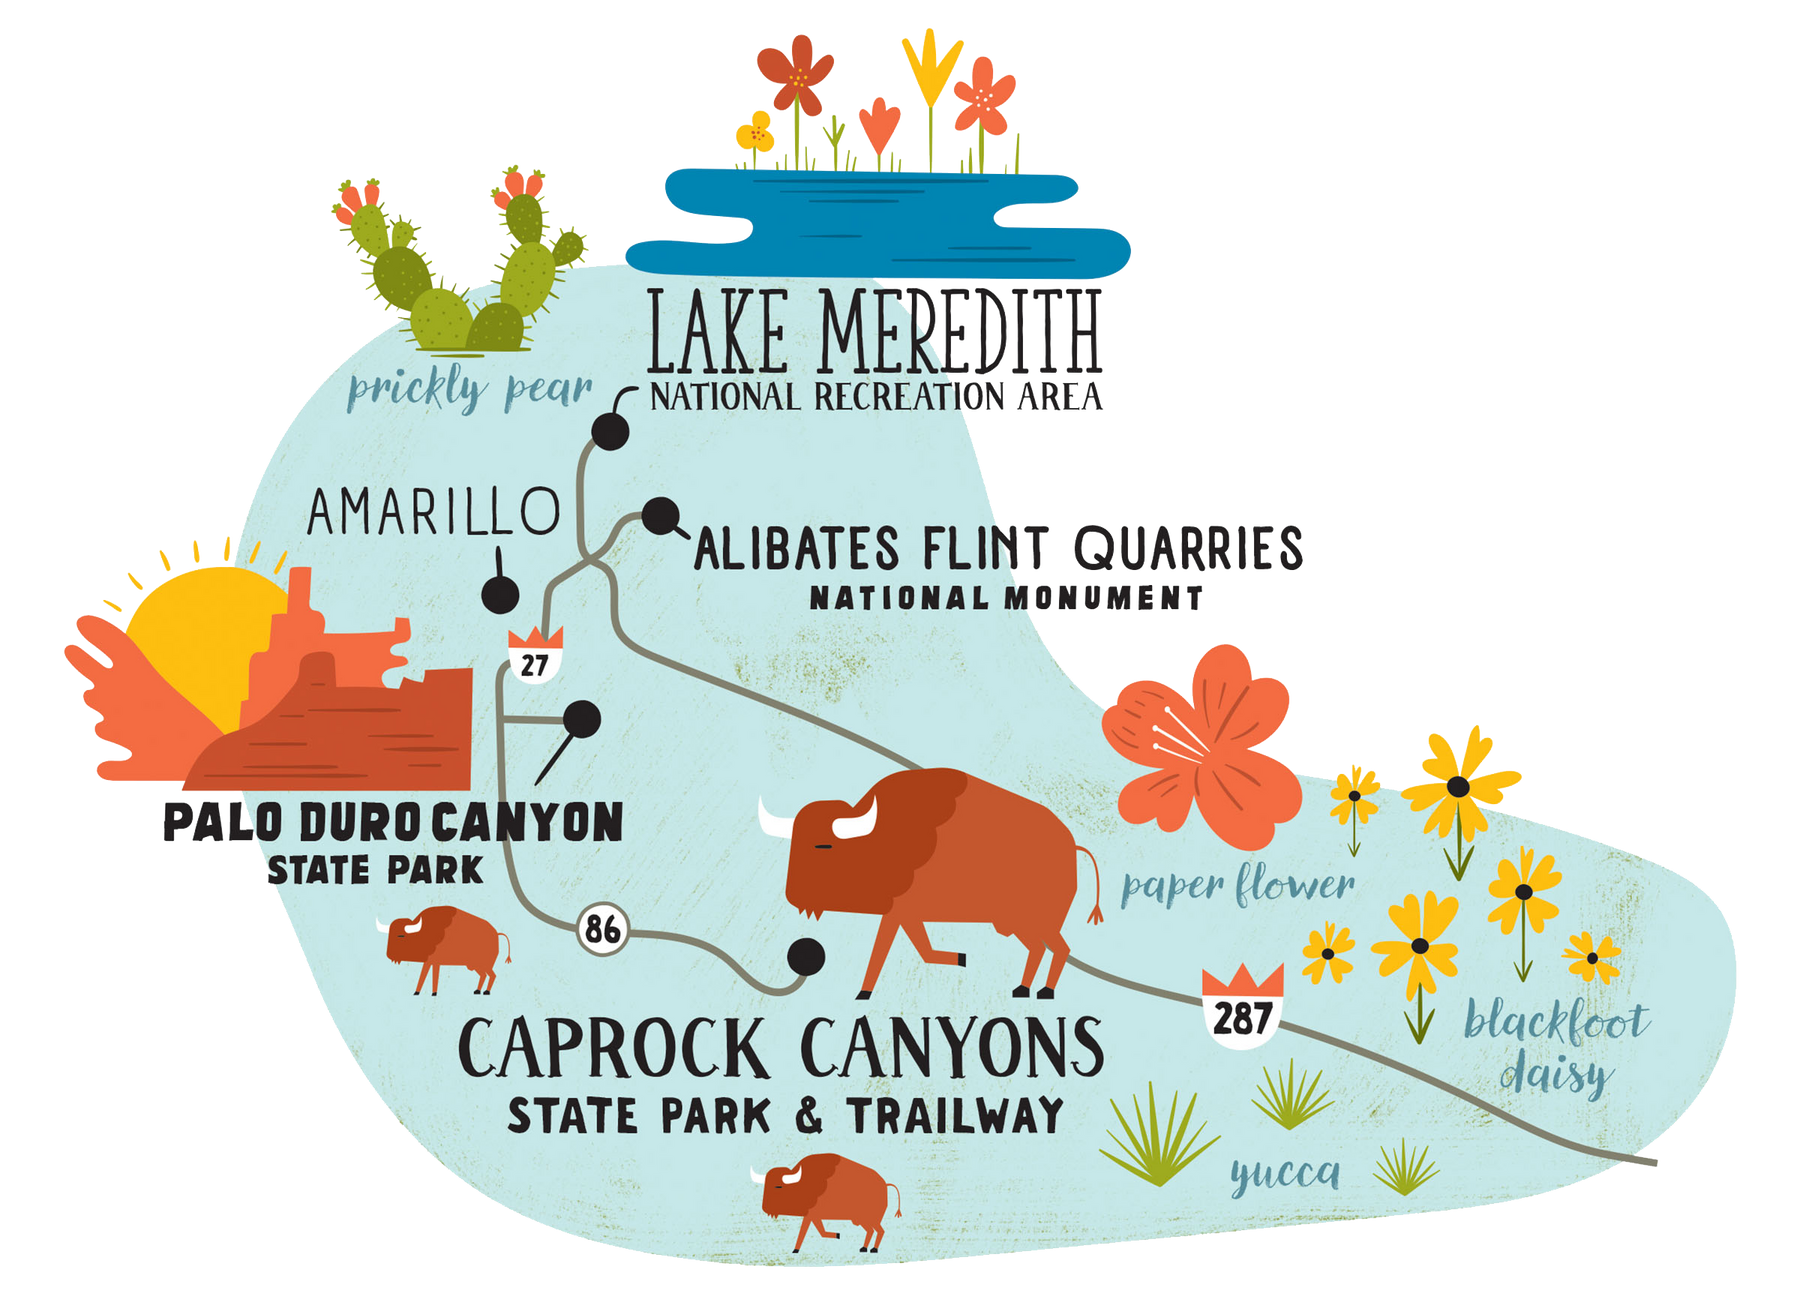 LAKE MEREDITH
NATIONAL RECREATION AREA
prickly pear
AMARILLO
ALIBATES FLINT QUARRIES
NATIONAL MONUMENT
27
PALO DURO CANYON
STATE PARK
paper flower
86
287
blackfoot
daisy
CAPROCK CANYONS
STATE PARK & TRAILWAY
yucca